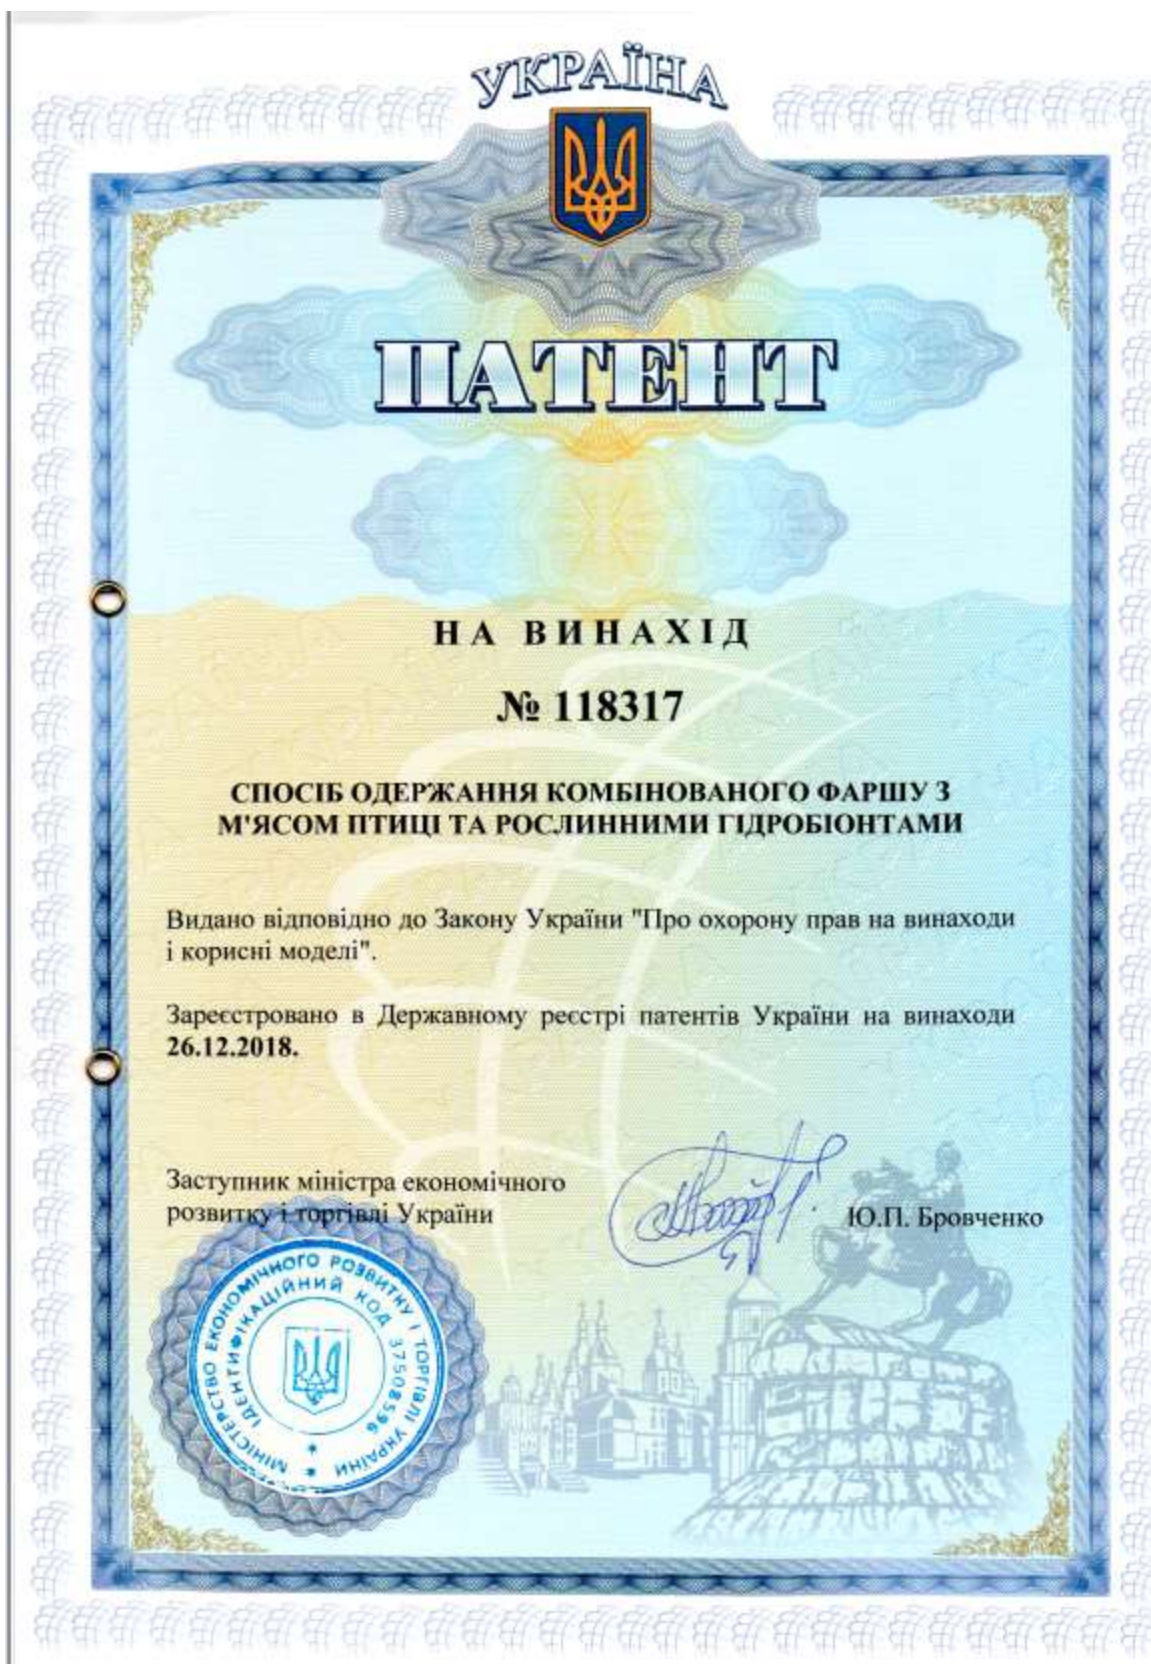 УКРАЇНА
ПАТЕНТ
НА ВИНАХІД
№ 118317
СПОСІБ ОДЕРЖАННЯ КОМБІНОВАНОГО ФАРШУ З
М'ЯСОМ ПТИЦІ ТА РОСЛИННИМИ ГІДРОБІОНТАМИ
Видано відповідно до Закону України "Про охорону прав на винаходи
і корисні моделі".
Зареєстровано в Державному реєстрі патентів України на винаходи
26.12.2018.
Заступник міністра економічного
розвитку і торгівлі України
Ю.П. Бровченко
МІНІСТЕРСТВО ЕКОНОМІЧНОГО РОЗВИТКУ І ТОРГІВЛІ УКРАЇНИ
ІДЕНТИФІКАЦІЙНИЙ КОД 37508596